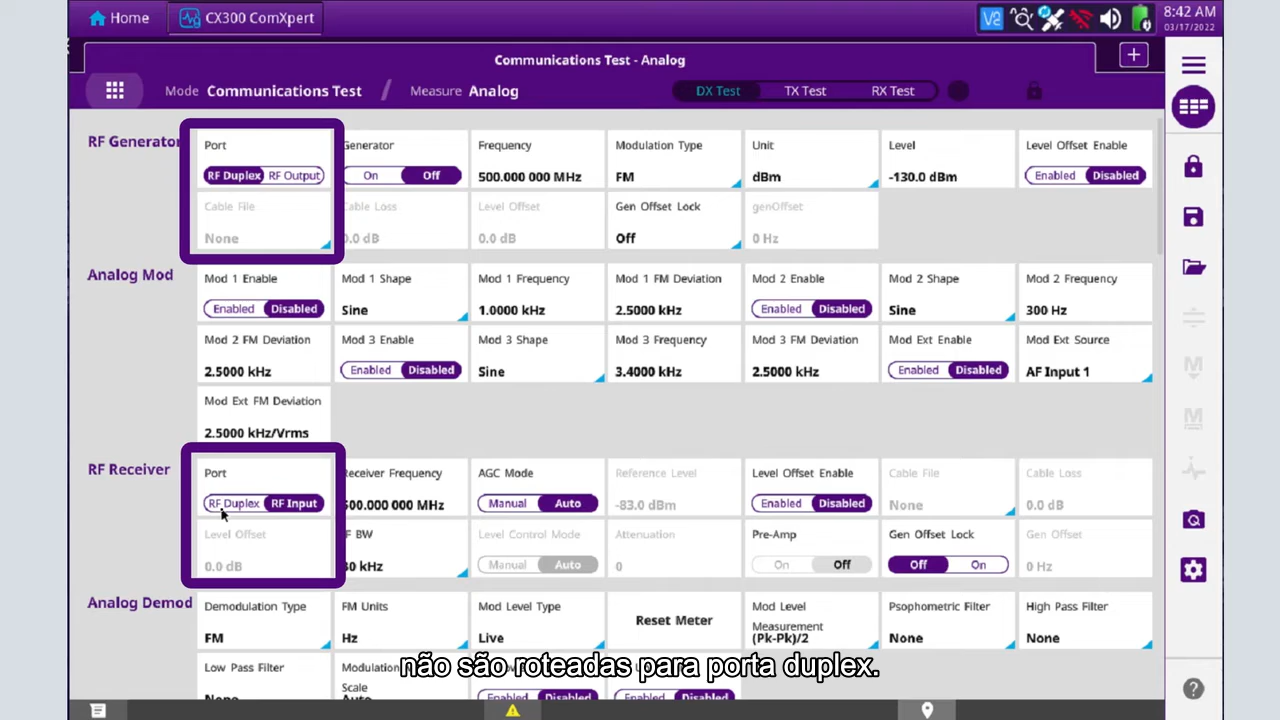 Home
CX300 ComXpert
V2
8:42 AM
03/17/2022
Communications Test - Analog
+
Mode Communications Test / Measure Analog
DX Test TX Test RX Test
RF Generator
Port Generator Frequency Modulation Type Unit Level Level Offset Enable
RF Duplex RF Output On Off 500.000 000 MHz FM dBm -130.0 dBm Enabled Disabled
Cable File Cable Loss Level Offset Gen Offset Lock genOffset
None 0.0 dB 0.0 dB Off 0 Hz
Analog Mod
Mod 1 Enable Mod 1 Shape Mod 1 Frequency Mod 1 FM Deviation Mod 2 Enable Mod 2 Shape Mod 2 Frequency
Enabled Disabled Sine 1.0000 kHz 2.5000 kHz Enabled Disabled Sine 300 Hz
Mod 2 FM Deviation Mod 3 Enable Mod 3 Shape Mod 3 Frequency Mod 3 FM Deviation Mod Ext Enable Mod Ext Source
2.5000 kHz Enabled Disabled Sine 3.4000 kHz 2.5000 kHz Enabled Disabled AF Input 1
Mod Ext FM Deviation
2.5000 kHz/Vrms
RF Receiver
Port Receiver Frequency AGC Mode Reference Level Level Offset Enable Cable File Cable Loss
RF Duplex RF Input 500.000 000 MHz Manual Auto -83.0 dBm Enabled Disabled None 0.0 dB
Level Offset IF BW Level Control Mode Attenuation Pre-Amp Gen Offset Lock Gen Offset
0.0 dB kHz Manual Auto 0 On Off Off On 0 Hz
Analog Demod
Demodulation Type FM Units Mod Level Type Reset Meter Mod Level Psophometric Filter High Pass Filter
Measurement
FM Hz Live (Pk-Pk)/2 None None
Low Pass Filter Modulation
Scale
None Auto Enabled Disabled Enabled Disabled
não são roteadas para porta duplex.